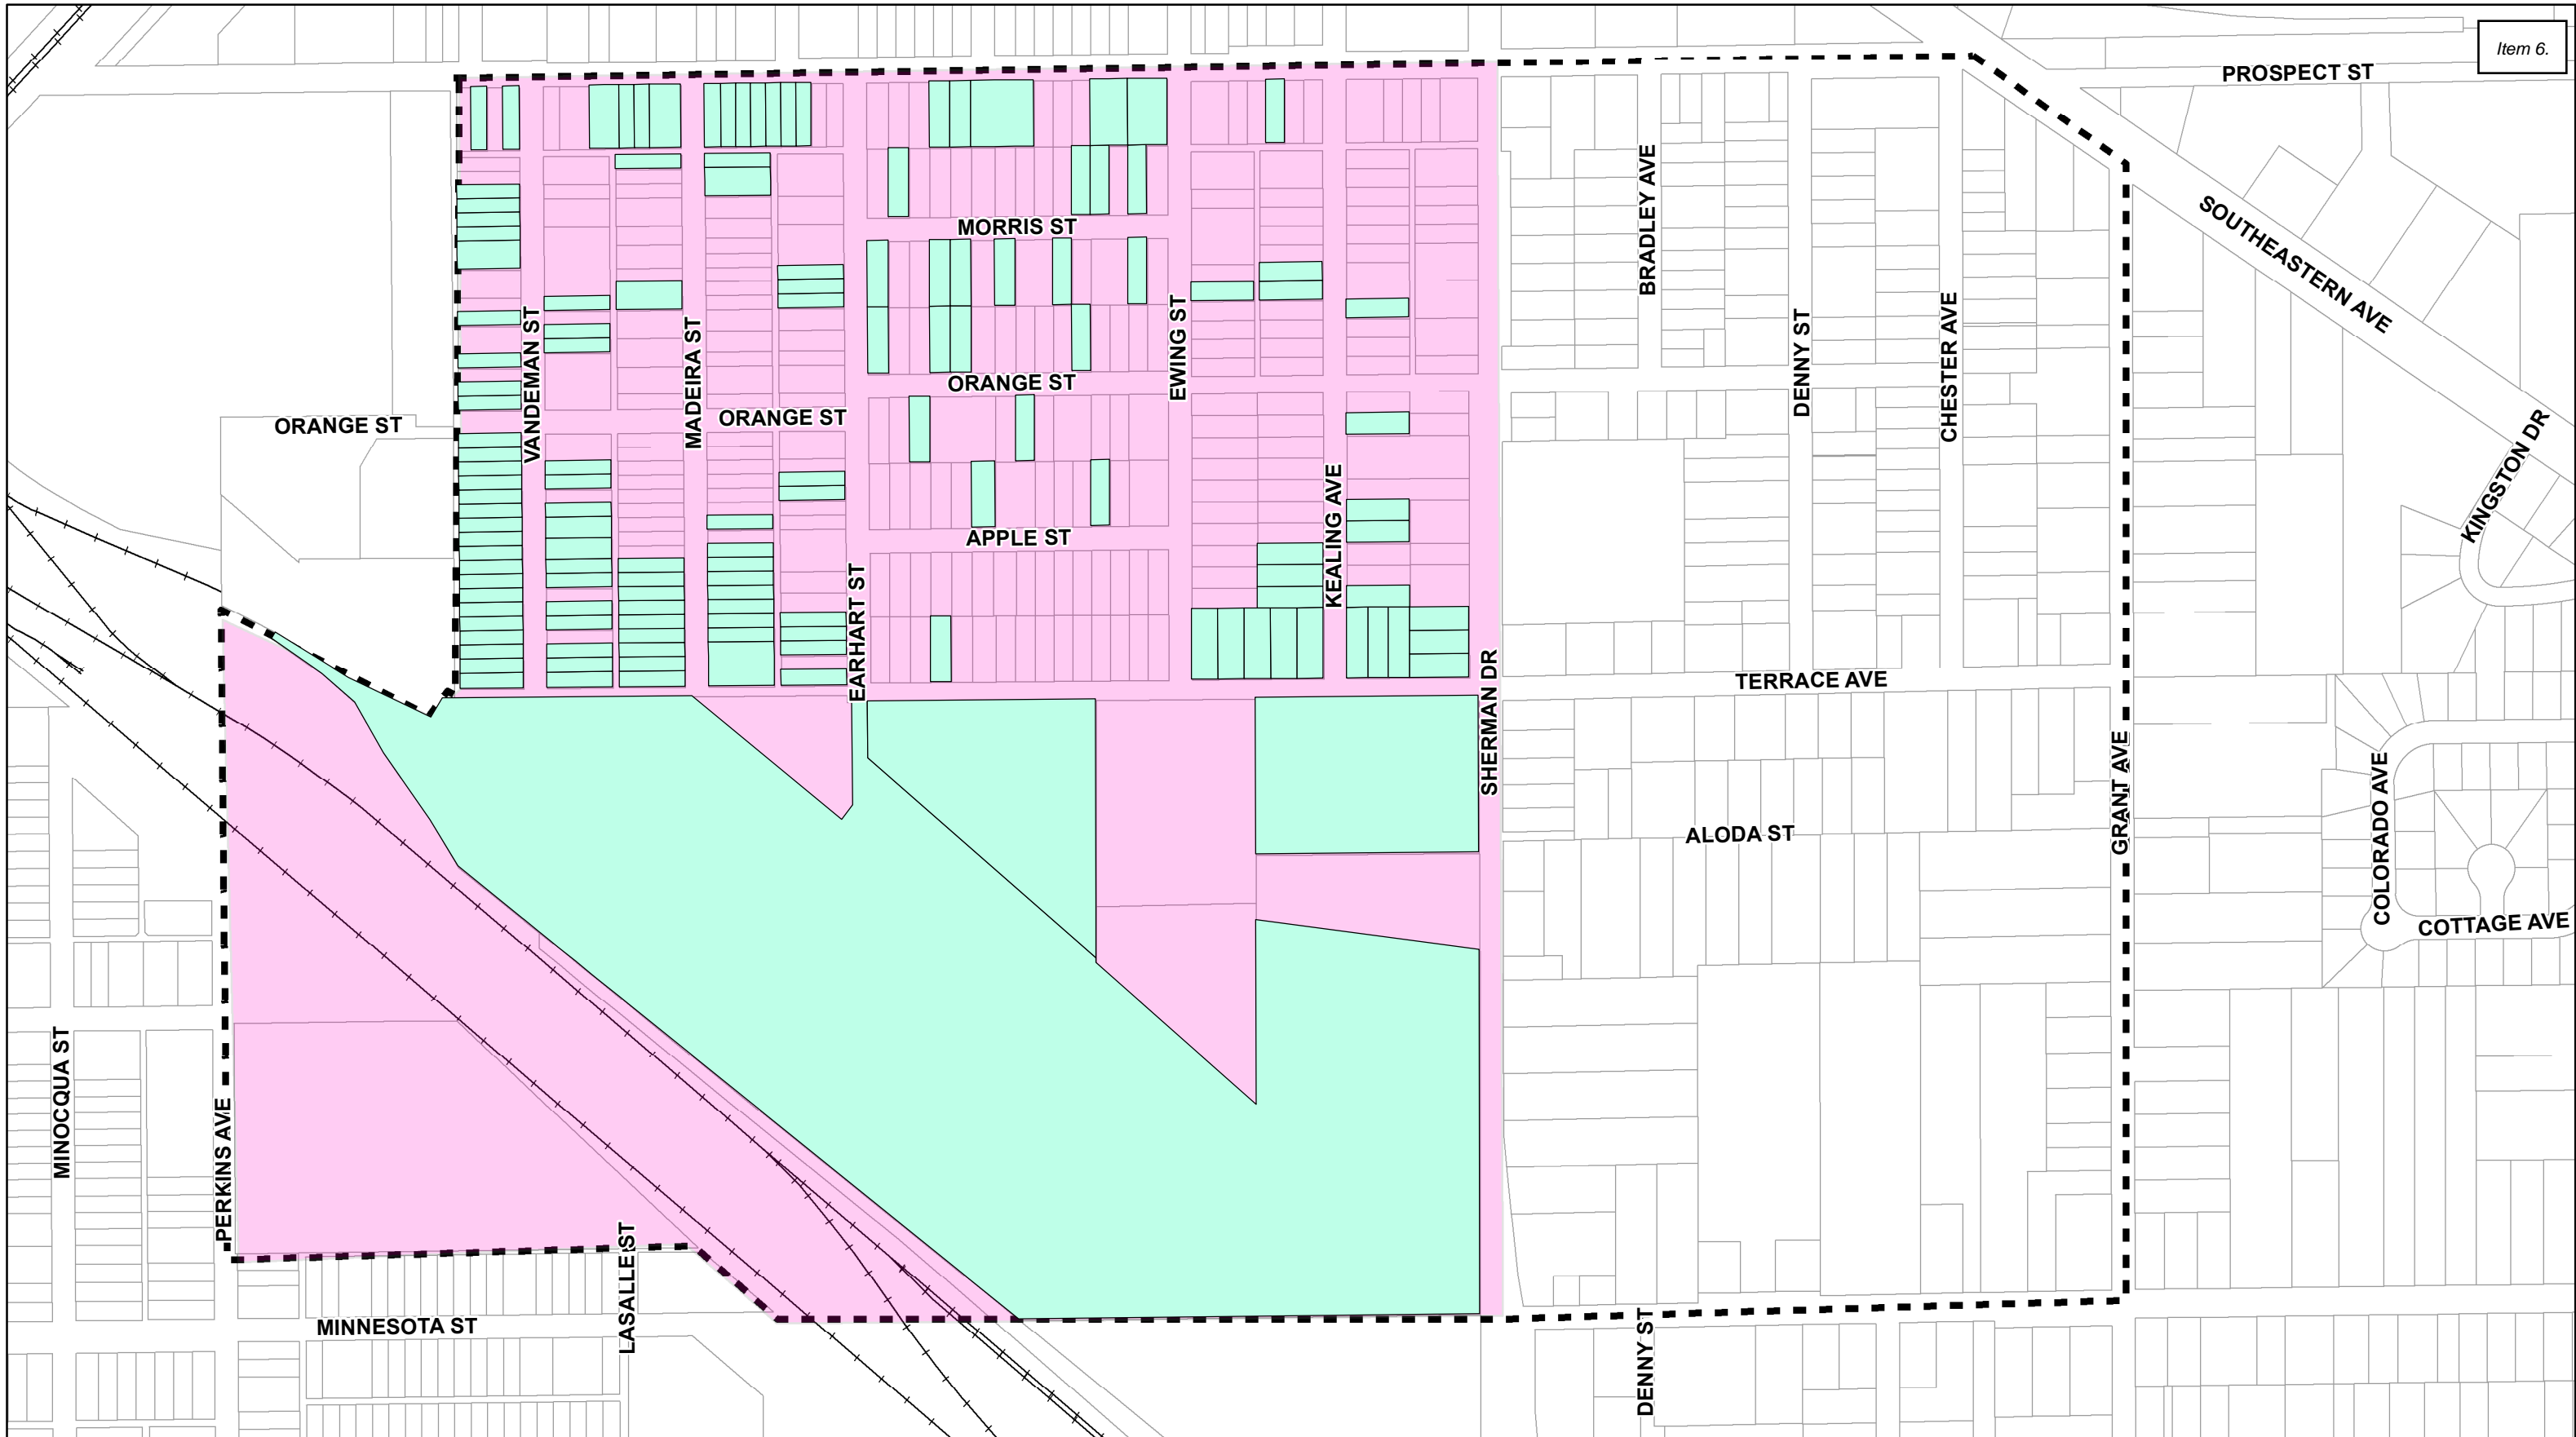 Item 6.
PROSPECT ST
BRADLEY AVE
MORRIS ST
SOUTHEASTERN AVE
VANDEMAN ST
MADEIRA ST
EWING ST
DENNY ST
CHESTER AVE
ORANGE ST
ORANGE ST
ORANGE ST
KINGSTON DR
KEALING AVE
APPLE ST
EARHART ST
SHERMAN DR
TERRACE AVE
GRANT AVE
ALODA ST
COLORADO AVE
COTTAGE AVE
MINOCQUA ST
PERKINS AVE
LASALLE ST
MINNESOTA ST
DENNY ST